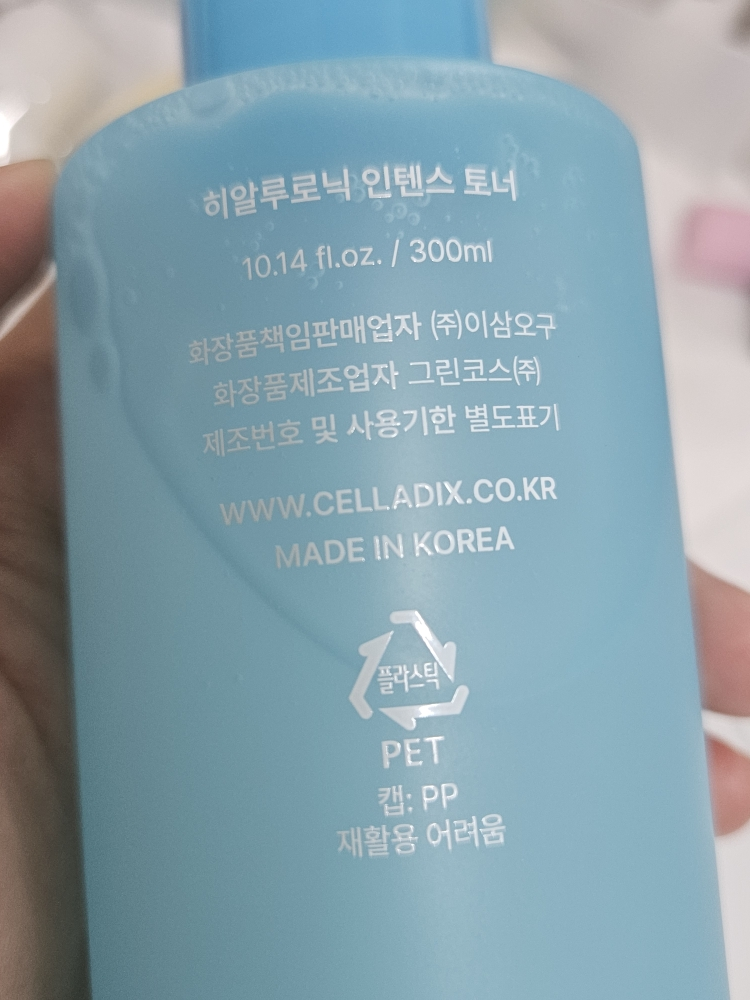 히알루로닉 인텐스 토너
10.14 fl.oz. / 300ml
화장품책임판매업자 ㈜이삼오구
화장품제조업자 그린코스㈜
제조번호 및 사용기한 별도표기
WWW.CELLADIX.CO.KR
MADE IN KOREA
플라스틱
PET
캡: PP
재활용 어려움